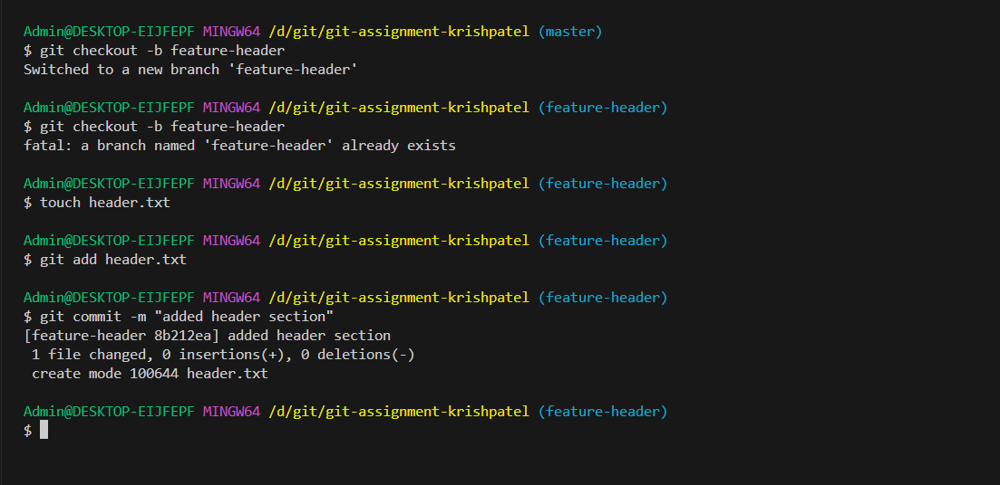 Admin@DESKTOP-EIJFEPF MINGW64 /d/git/git-assignment-krishpatel (master)
$ git checkout -b feature-header
Switched to a new branch 'feature-header'
Admin@DESKTOP-EIJFEPF MINGW64 /d/git/git-assignment-krishpatel (feature-header)
$ git checkout -b feature-header
fatal: a branch named 'feature-header' already exists
Admin@DESKTOP-EIJFEPF MINGW64 /d/git/git-assignment-krishpatel (feature-header)
$ touch header.txt
Admin@DESKTOP-EIJFEPF MINGW64 /d/git/git-assignment-krishpatel (feature-header)
$ git add header.txt
Admin@DESKTOP-EIJFEPF MINGW64 /d/git/git-assignment-krishpatel (feature-header)
$ git commit -m "added header section"
[feature-header 8b212ea] added header section
 1 file changed, 0 insertions(+), 0 deletions(-)
 create mode 100644 header.txt
Admin@DESKTOP-EIJFEPF MINGW64 /d/git/git-assignment-krishpatel (feature-header)
$